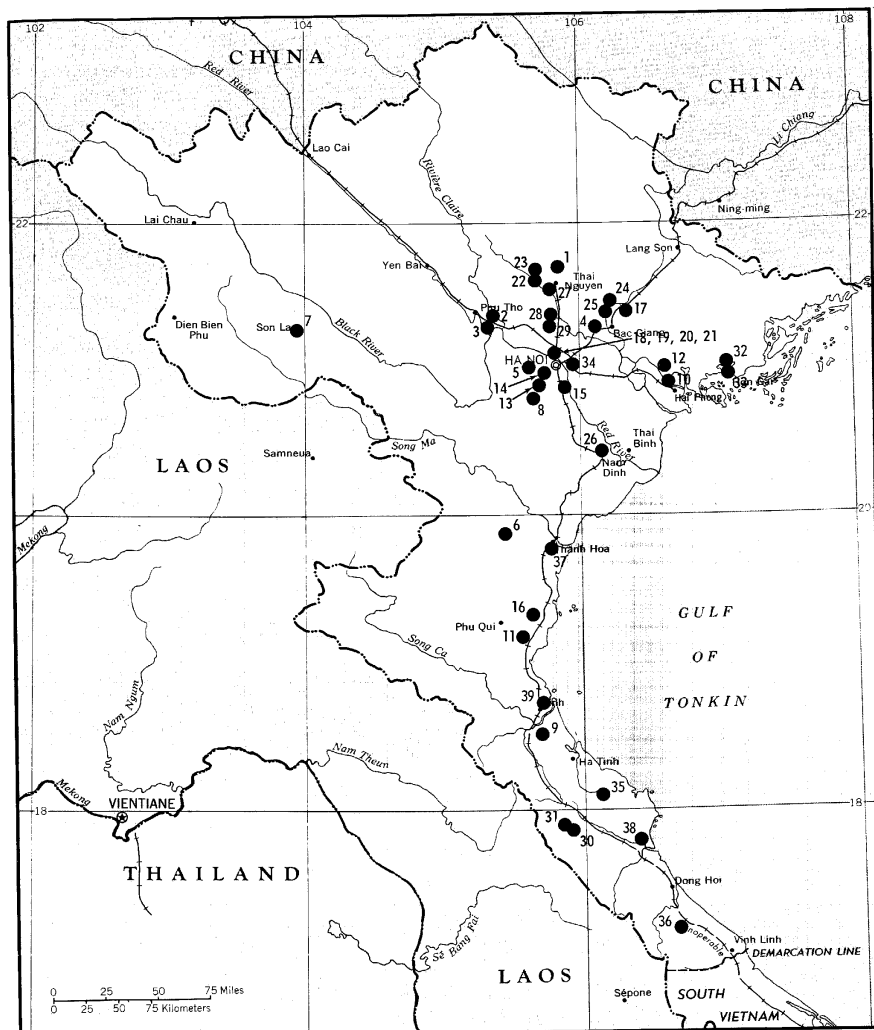 102
104
106
108
CHINA
CHINA
Red River
Li Chiang
Lao Cai
Rivière Claire
Ning-ming
22
22
Lai Chau
Lang Son
Yen Bai
23
1
22
Thai
Nguyen
27
24
25
17
Phu Tho
2
28
4
Bac Giang
Dien Bien
Phu
Son La
7
3
29
18, 19, 20, 21
Black River
HA NOI
34
12
32
5
10
14
15
Hai Phong
13
8
Red River
26
Thai
Binh
Song Ma
Nam
Dinh
LAOS
Samneua
20
20
Mekong
6
Thanh Hoa
37
16
GULF
Phu Qui
11
OF
Song Ca
TONKIN
39
Nam Ngum
9
Nam Theun
Ha Tinh
Mekong
35
VIENTIANE
18
18
31
30
38
THAILAND
Dong Hoi
36
Inoperable
Sé Bang Fai
Vinh Linh
DEMARCATION LINE
LAOS
0 25 50 75 Miles
0 25 50 75 Kilometers
Sépone
SOUTH
VIETNAM